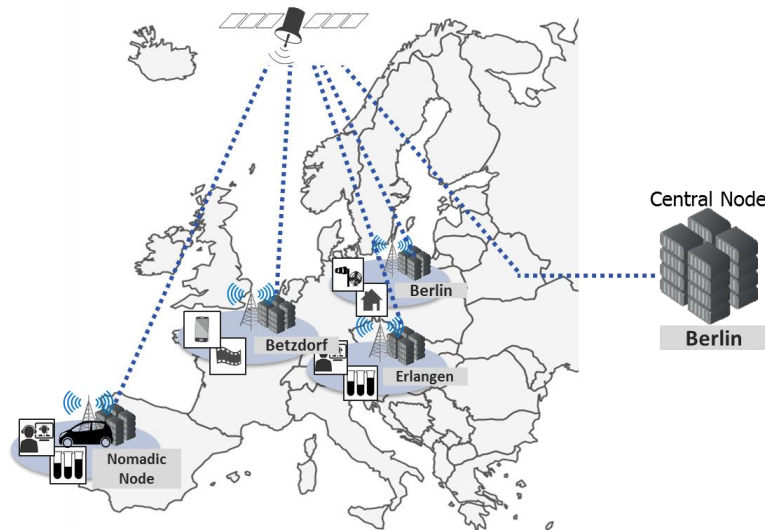 Central Node
Berlin
Berlin
Betzdorf
Erlangen
Nomadic
Node